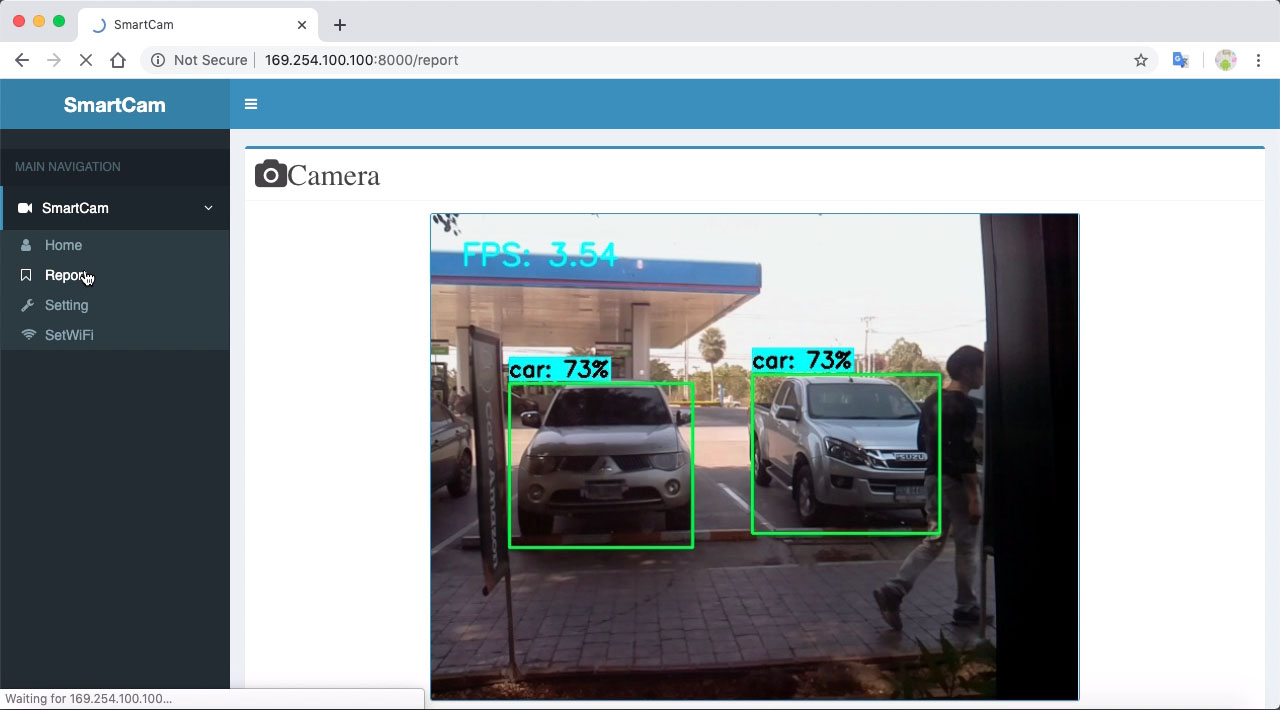 SmartCam
Not Secure
169.254.100.100:8000/report
SmartCam
MAIN NAVIGATION
SmartCam
Home
Report
Setting
SetWiFi
Camera
FPS: 3.54
car: 73%
car: 73%
ISUZU
Waiting for 169.254.100.100...